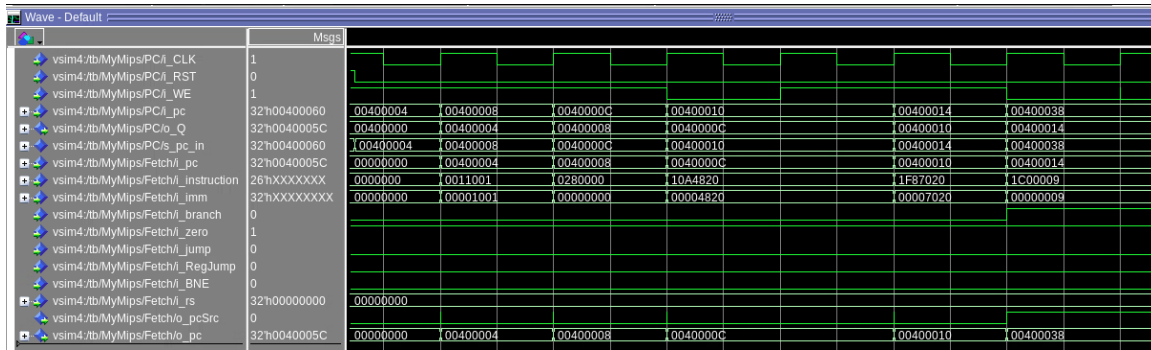 Wave - Default
Msgs
vsim4:/tb/MyMips/PC/i_CLK 1
vsim4:/tb/MyMips/PC/i_RST 0
vsim4:/tb/MyMips/PC/i_WE 1
vsim4:/tb/MyMips/PC/i_pc 32'h00400060 00400004 00400008 0040000C 00400010 00400014 00400038
vsim4:/tb/MyMips/PC/o_Q 32'h0040005C 00400000 00400004 00400008 0040000C 00400010 00400014
vsim4:/tb/MyMips/PC/s_pc_in 32'h00400060 00400004 00400008 0040000C 00400010 00400014 00400038
vsim4:/tb/MyMips/Fetch/i_pc 32'h0040005C 00000000 00400004 00400008 0040000C 00400010 00400014
vsim4:/tb/MyMips/Fetch/i_instruction 26'hXXXXXXX 0000000 0011001 0280000 10A4820 1F87020 1C00009
vsim4:/tb/MyMips/Fetch/i_imm 32'hXXXXXXXX 00000000 00001001 00000000 00004820 00007020 00000009
vsim4:/tb/MyMips/Fetch/i_branch 0
vsim4:/tb/MyMips/Fetch/i_zero 1
vsim4:/tb/MyMips/Fetch/i_jump 0
vsim4:/tb/MyMips/Fetch/i_RegJump 0
vsim4:/tb/MyMips/Fetch/i_BNE 0
vsim4:/tb/MyMips/Fetch/i_rs 32'h00000000 00000000
vsim4:/tb/MyMips/Fetch/o_pcSrc 0
vsim4:/tb/MyMips/Fetch/o_pc 32'h0040005C 00000000 00400004 00400008 0040000C 00400010 00400038